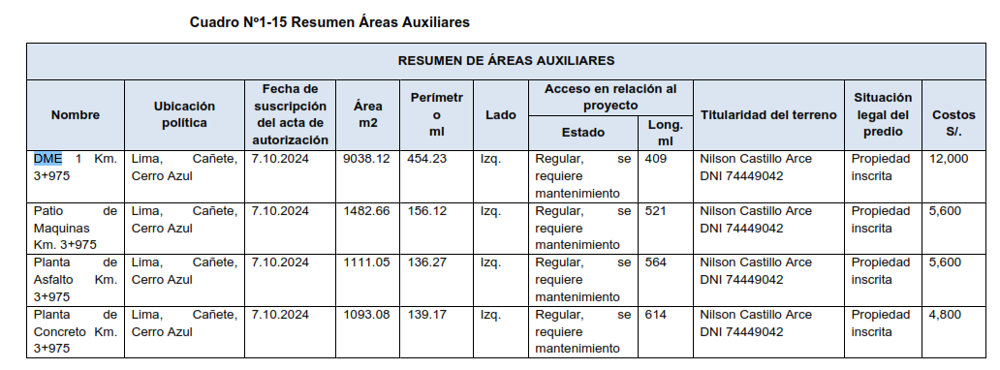 Cuadro Nº1-15 Resumen Áreas Auxiliares
RESUMEN DE ÁREAS AUXILIARES
Nombre
Ubicación
política
Fecha de
suscripción
del acta de
autorización
Área
m2
Perímetr
o
ml
Lado
Acceso en relación al
proyecto
Estado
Long.
ml
Titularidad del terreno
Situación
legal del
predio
Costos
S/.
DME 1 Km.
3+975
Lima, Cañete,
Cerro Azul
7.10.2024
9038.12
454.23
Izq.
Regular, se
requiere
mantenimiento
409
Nilson Castillo Arce
DNI 74449042
Propiedad
inscrita
12,000
Patio de
Maquinas
Km. 3+975
Lima, Cañete,
Cerro Azul
7.10.2024
1482.66
156.12
Izq.
Regular, se
requiere
mantenimiento
521
Nilson Castillo Arce
DNI 74449042
Propiedad
inscrita
5,600
Planta de
Asfalto Km.
3+975
Lima, Cañete,
Cerro Azul
7.10.2024
1111.05
136.27
Izq.
Regular, se
requiere
mantenimiento
564
Nilson Castillo Arce
DNI 74449042
Propiedad
inscrita
5,600
Planta de
Concreto Km.
3+975
Lima, Cañete,
Cerro Azul
7.10.2024
1093.08
139.17
Izq.
Regular, se
requiere
mantenimiento
614
Nilson Castillo Arce
DNI 74449042
Propiedad
inscrita
4,800